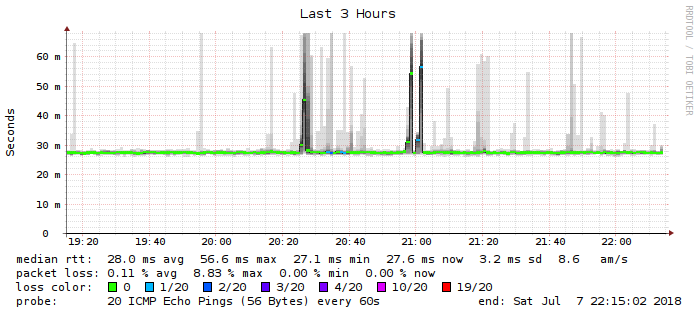 Last 3 Hours
RRDTOOL / TOBI OETIKER
Seconds
60 m
50 m
40 m
30 m
20 m
10 m
0
19:20 19:40 20:00 20:20 20:40 21:00 21:20 21:40 22:00
median rtt: 28.0 ms avg 56.6 ms max 27.1 ms min 27.6 ms now 3.2 ms sd 8.6 am/s
packet loss: 0.11 % avg 8.83 % max 0.00 % min 0.00 % now
loss color: 0 1/20 2/20 3/20 4/20 10/20 19/20
probe: 20 ICMP Echo Pings (56 Bytes) every 60s end: Sat Jul 7 22:15:02 2018